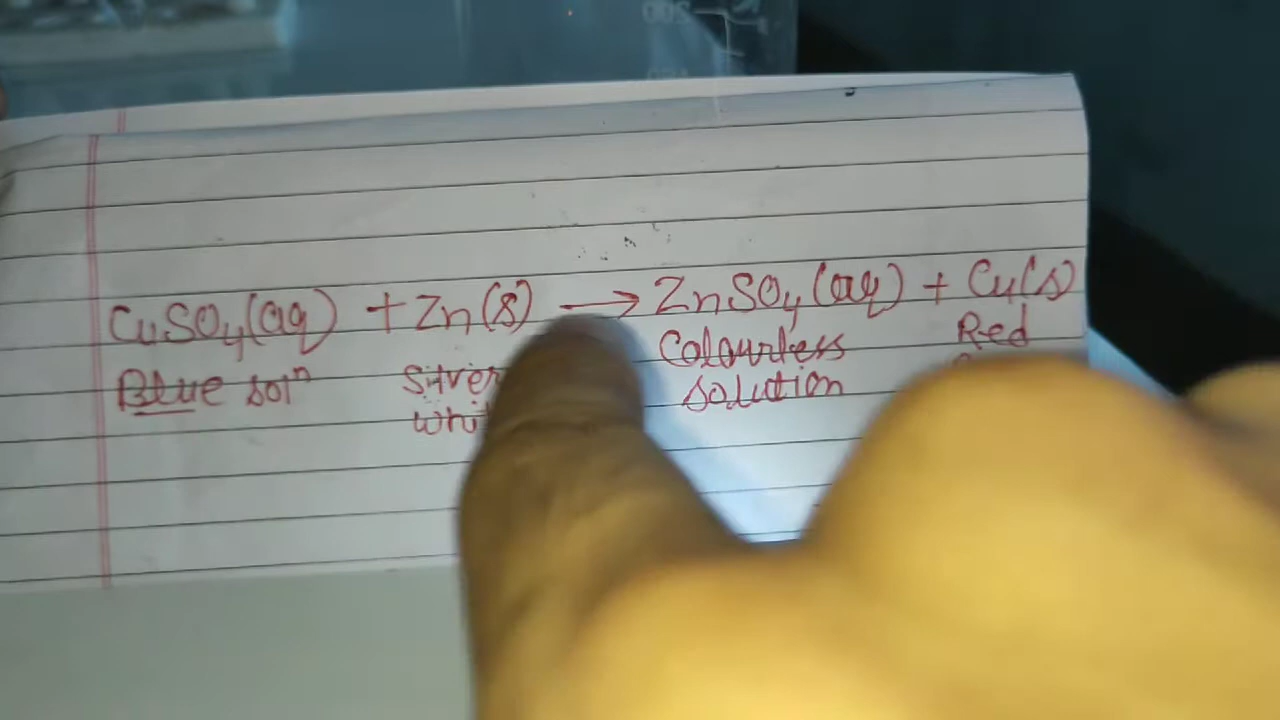 CuSO4(aq) + Zn(s) → ZnSO4(aq) + Cu(s)
Blue solⁿ Silver Colourless Red
solution